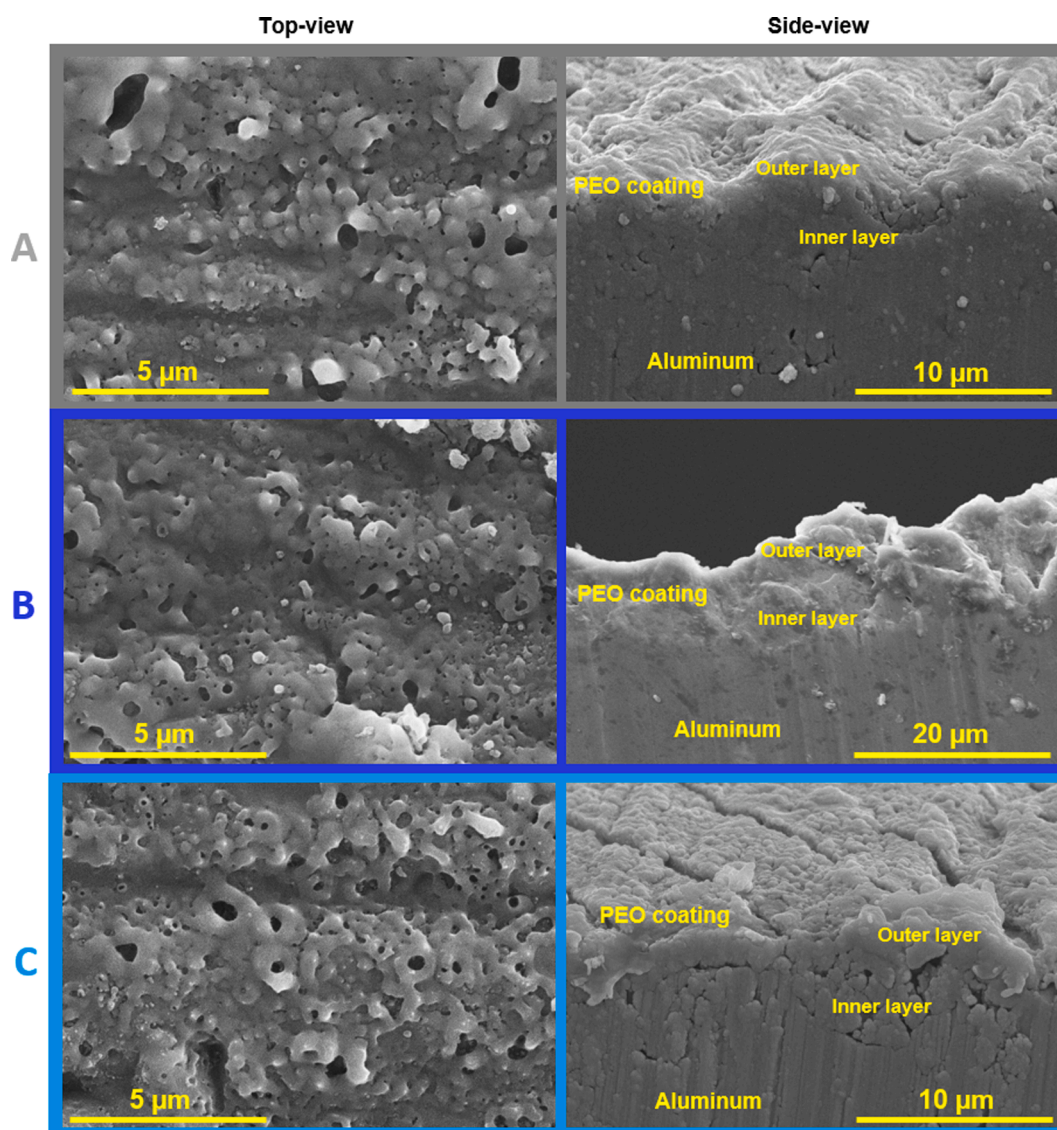 Top-view
Side-view
A
5 µm
Outer layer
PEO coating
Inner layer
Aluminum
10 µm
B
5 µm
Outer layer
PEO coating
Inner layer
Aluminum
20 µm
C
5 µm
PEO coating
Outer layer
Inner layer
Aluminum
10 µm